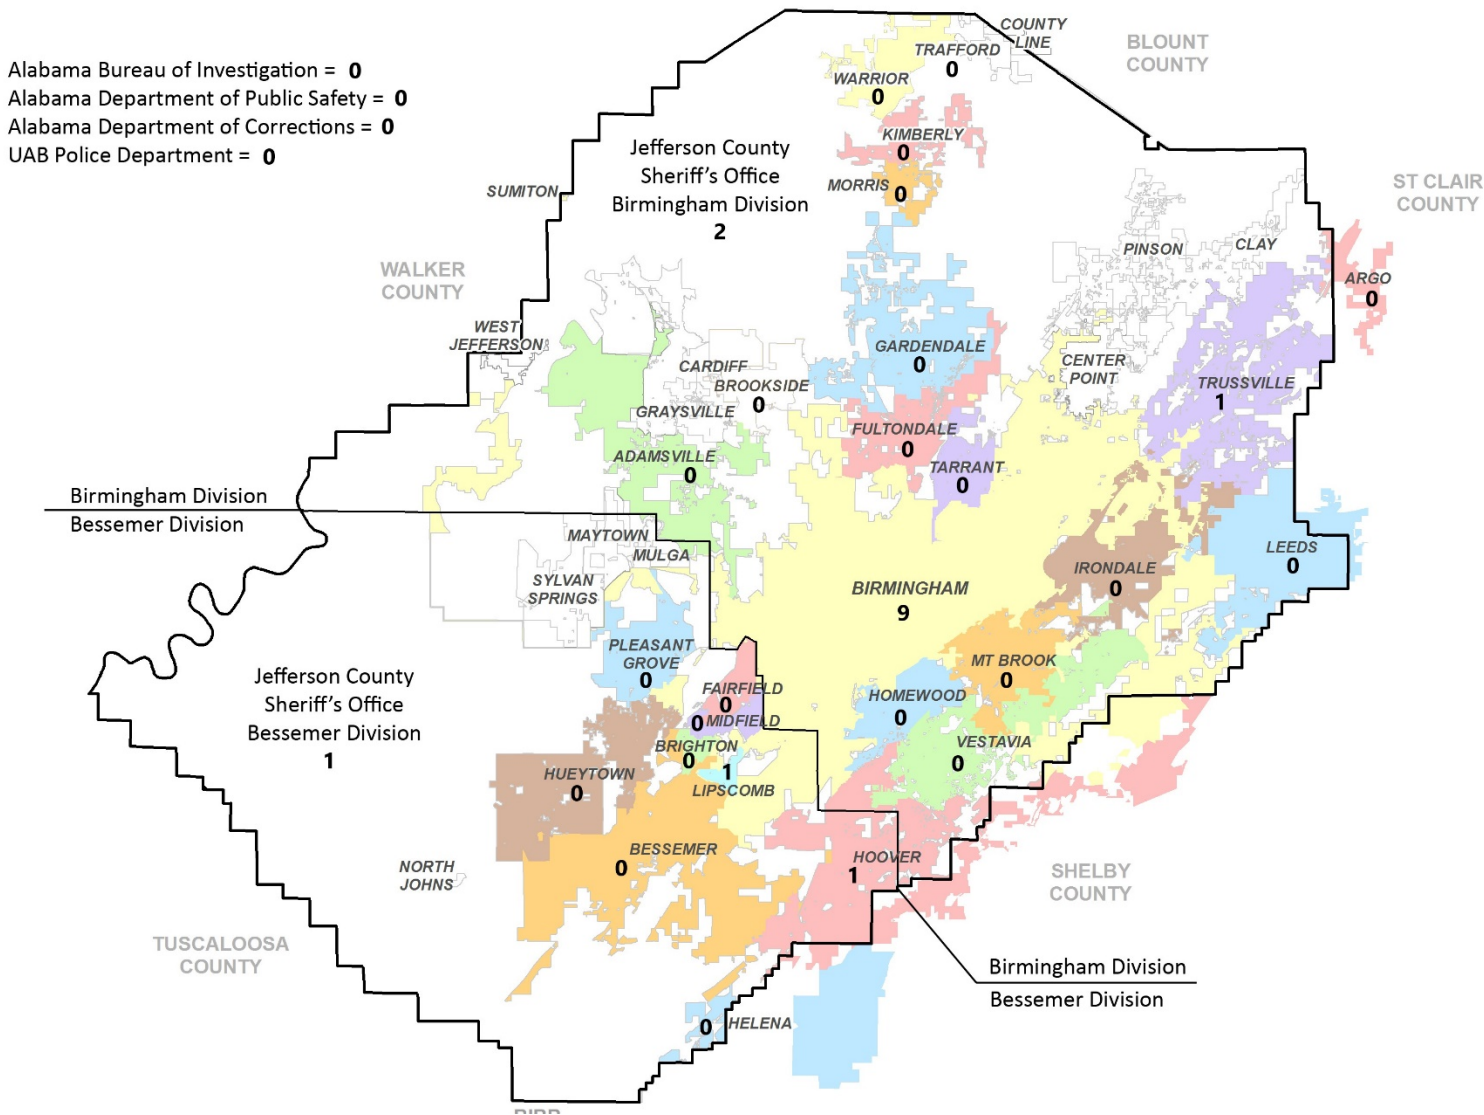 Alabama Bureau of Investigation = 0
Alabama Department of Public Safety = 0
Alabama Department of Corrections = 0
UAB Police Department = 0
COUNTY
LINE
BLOUNT
COUNTY
TRAFFORD
0
WARRIOR
0
KIMBERLY
0
Jefferson County
Sheriff's Office
Birmingham Division
2
MORRIS
0
SUMITON
ST CLAIR
COUNTY
PINSON
CLAY
WALKER
COUNTY
ARGO
0
WEST
JEFFERSON
GARDENDALE
0
CENTER
POINT
CARDIFF
BROOKSIDE
0
TRUSSVILLE
1
GRAYSVILLE
FULTONDALE
0
ADAMSVILLE
0
TARRANT
0
Birmingham Division
Bessemer Division
MAYTOWN
MULGA
LEEDS
0
SYLVAN
SPRINGS
IRONDALE
0
BIRMINGHAM
9
PLEASANT
GROVE
0
MT BROOK
0
Jefferson County
Sheriff's Office
Bessemer Division
1
FAIRFIELD
0
HOMEWOOD
0
0 MIDFIELD
BRIGHTON
0
VESTAVIA
0
1
LIPSCOMB
HUEYTOWN
0
BESSEMER
0
HOOVER
1
NORTH
JOHNS
SHELBY
COUNTY
TUSCALOOSA
COUNTY
Birmingham Division
Bessemer Division
0 HELENA
BIBB